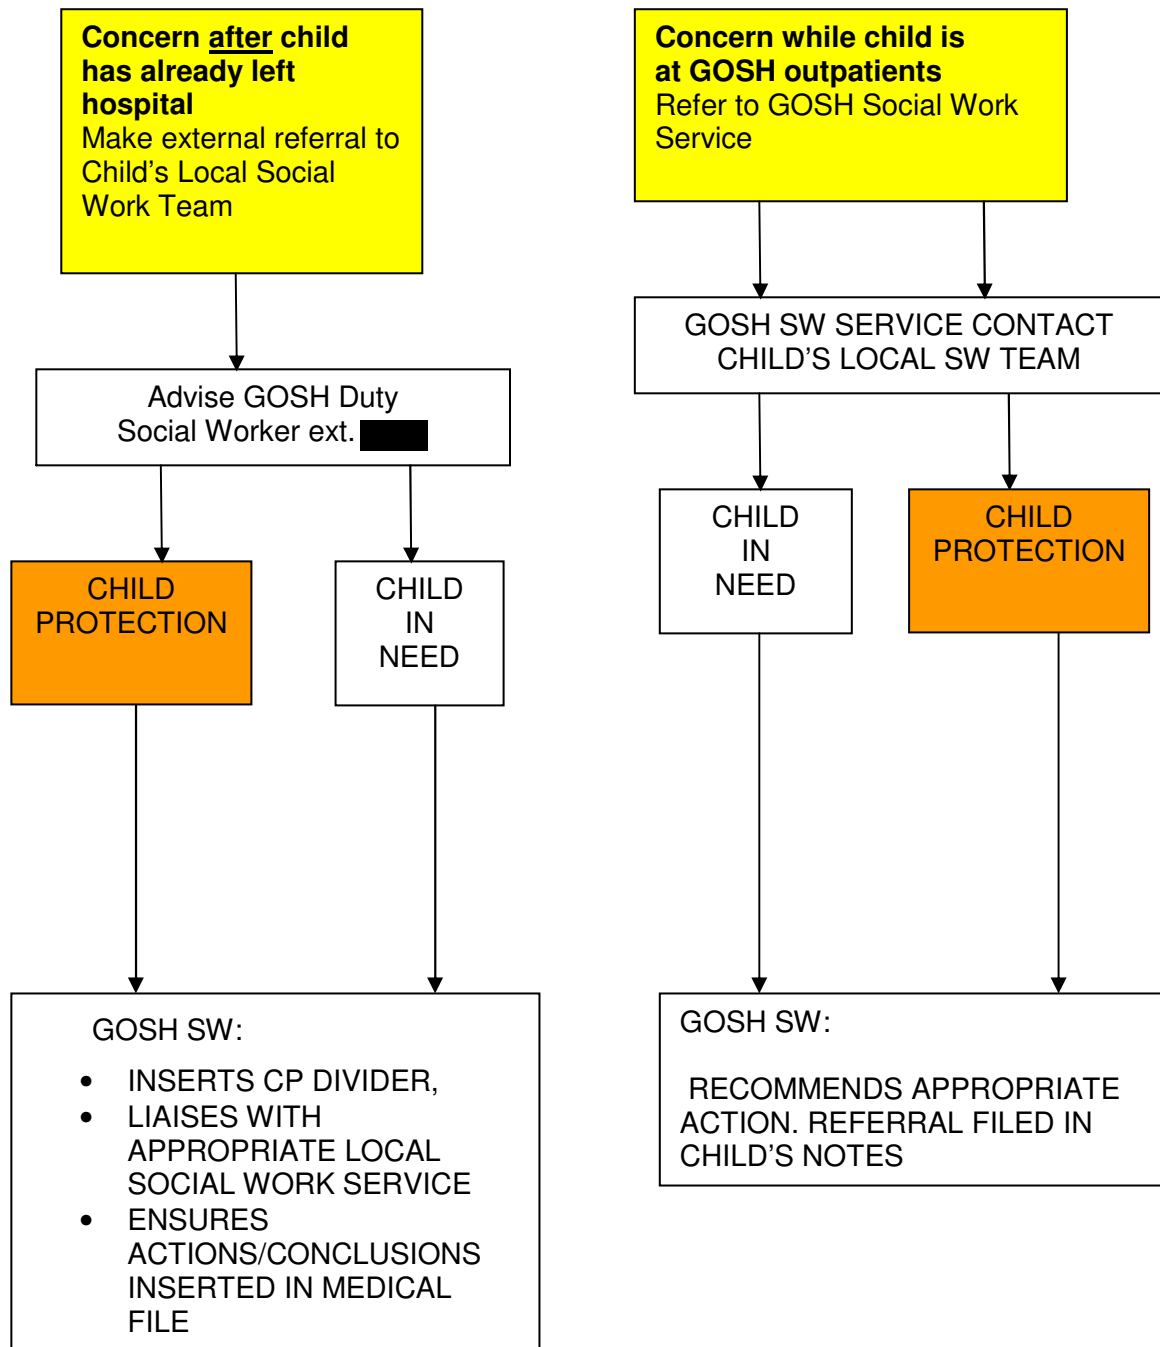 Concern after child
has already left
hospital
Make external referral to
Child's Local Social
Work Team
Advise GOSH Duty
Social Worker ext.
CHILD
PROTECTION
CHILD
IN
NEED
GOSH SW:
• INSERTS CP DIVIDER,
• LIAISES WITH
APPROPRIATE LOCAL
SOCIAL WORK SERVICE
• ENSURES
ACTIONS/CONCLUSIONS
INSERTED IN MEDICAL
FILE
Concern while child is
at GOSH outpatients
Refer to GOSH Social Work
Service
GOSH SW SERVICE CONTACT
CHILD'S LOCAL SW TEAM
CHILD
IN
NEED
CHILD
PROTECTION
GOSH SW:
RECOMMENDS APPROPRIATE
ACTION. REFERRAL FILED IN
CHILD'S NOTES